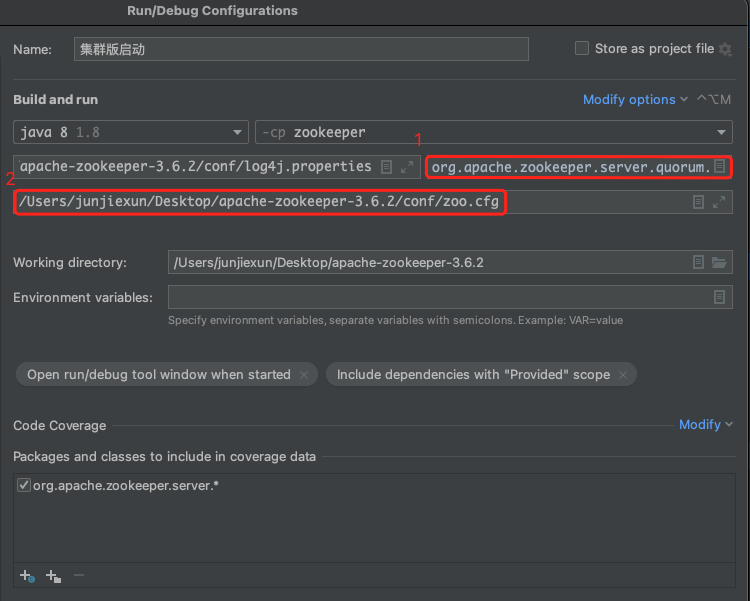 Run/Debug Configurations
Name: 集群版启动 Store as project file
Build and run Modify options ⌃⌥M
java 8 1.8 -cp zookeeper
1
apache-zookeeper-3.6.2/conf/log4j.properties org.apache.zookeeper.server.quorum.
2
/Users/junjiexun/Desktop/apache-zookeeper-3.6.2/conf/zoo.cfg
Working directory: /Users/junjiexun/Desktop/apache-zookeeper-3.6.2
Environment variables:
Specify environment variables, separate variables with semicolons. Example: VAR=value
Open run/debug tool window when started × Include dependencies with "Provided" scope ×
Code Coverage Modify
Packages and classes to include in coverage data
org.apache.zookeeper.server.*